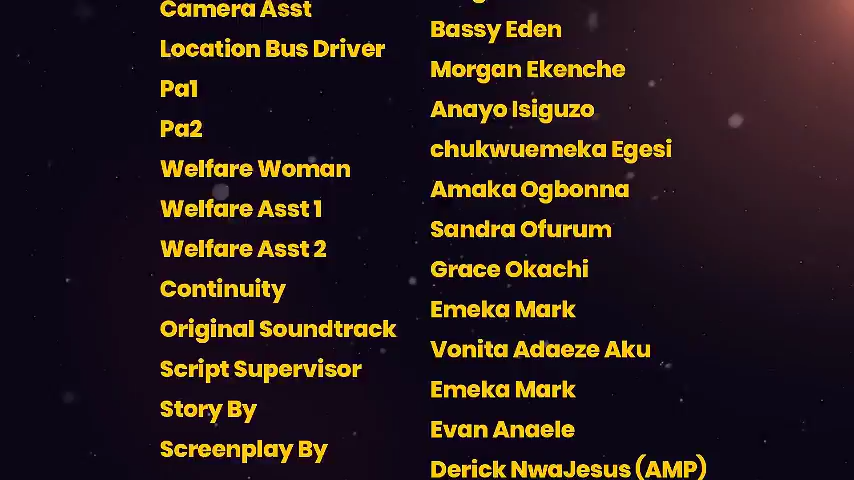 Camera Asst
Bassy Eden
Location Bus Driver
Morgan Ekenche
Pa1
Anayo Isiguzo
Pa2
chukwuemeka Egesi
Welfare Woman
Amaka Ogbonna
Welfare Asst 1
Sandra Ofurum
Welfare Asst 2
Grace Okachi
Continuity
Emeka Mark
Original Soundtrack
Vonita Adaeze Aku
Script Supervisor
Emeka Mark
Story By
Evan Anaele
Screenplay By
Derick NwaJesus (AMP)